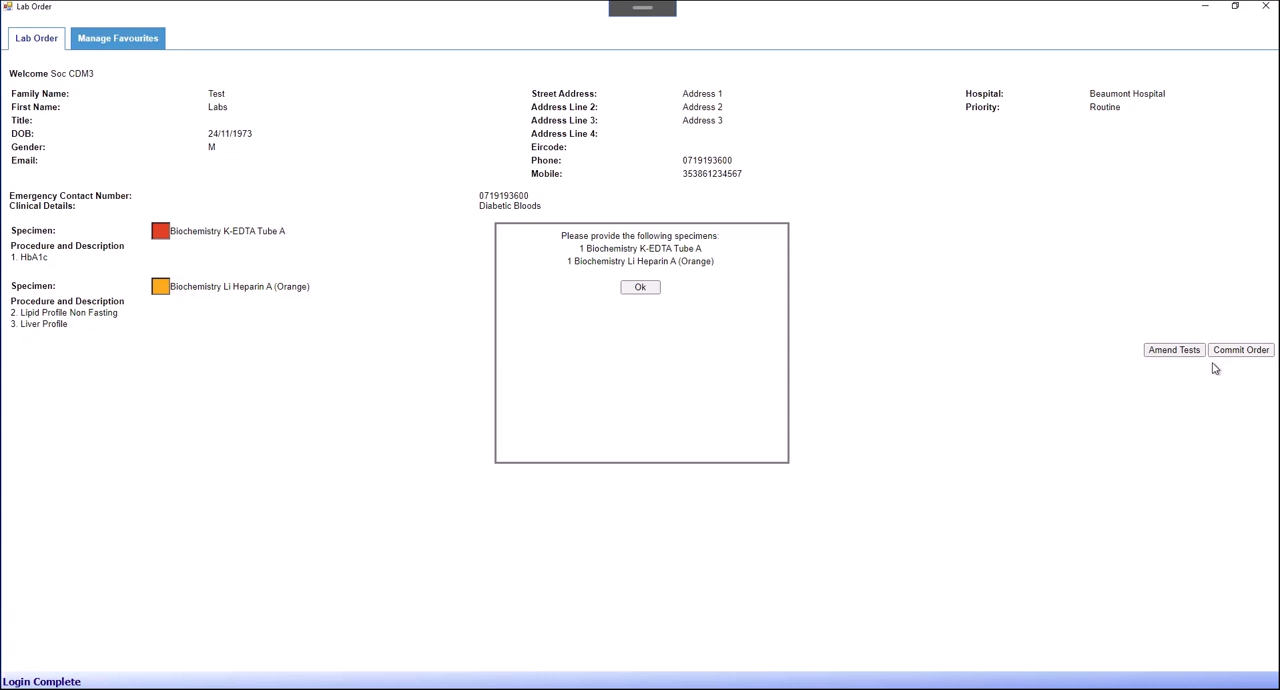 Lab Order
Lab Order
Manage Favourites
Welcome Soc CDM3
Family Name: Test
First Name: Labs
Title:
DOB: 24/11/1973
Gender: M
Email:
Street Address: Address 1
Address Line 2: Address 2
Address Line 3: Address 3
Address Line 4:
Eircode:
Phone: 0719193600
Mobile: 353861234567
Hospital: Beaumont Hospital
Priority: Routine
Emergency Contact Number: 0719193600
Clinical Details: Diabetic Bloods
Specimen: Biochemistry K-EDTA Tube A
Procedure and Description
1. HbA1c
Specimen: Biochemistry Li Heparin A (Orange)
Procedure and Description
2. Lipid Profile Non Fasting
3. Liver Profile
Please provide the following specimens:
1 Biochemistry K-EDTA Tube A
1 Biochemistry Li Heparin A (Orange)
Ok
Amend Tests
Commit Order
Login Complete